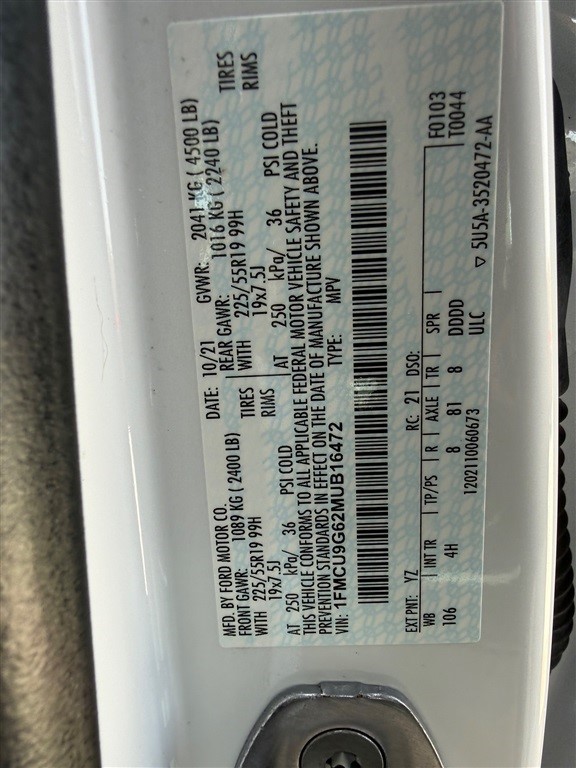 MFD. BY FORD MOTOR CO. DATE: 10/21 GVWR: 2041 KG ( 4500 LB)
FRONT GAWR: 1089 KG ( 2400 LB) REAR GAWR: 1016 KG ( 2240 LB)
WITH 225/55R19 99H TIRES WITH 225/55R19 99H TIRES
19x7.5J RIMS 19x7.5J RIMS
AT 250 kPa/ 36 PSI COLD AT 250 kPa/ 36 PSI COLD
THIS VEHICLE CONFORMS TO ALL APPLICABLE FEDERAL MOTOR VEHICLE SAFETY AND THEFT
PREVENTION STANDARDS IN EFFECT ON THE DATE OF MANUFACTURE SHOWN ABOVE.
VIN: 1FMCU9G62MUB16472 TYPE: MPV
EXT PNT: YZ RC: 21 DSO: F0103
WB INT TR TP/PS R AXLE TR SPR T0044
106 4H 8 81 8 DDDD
1202110060673 ULC ▽ 5U5A-3520472-AA